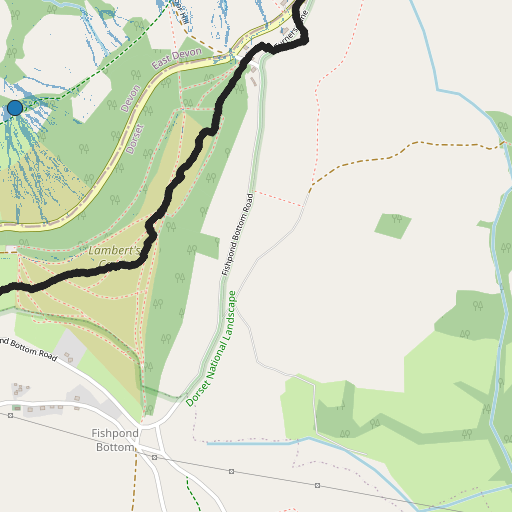 East Devon
Devon
Dorset
Lambert's
Fishpond Bottom Road
Dorset National Landscape
nd Bottom Road
Fishpond
Bottom